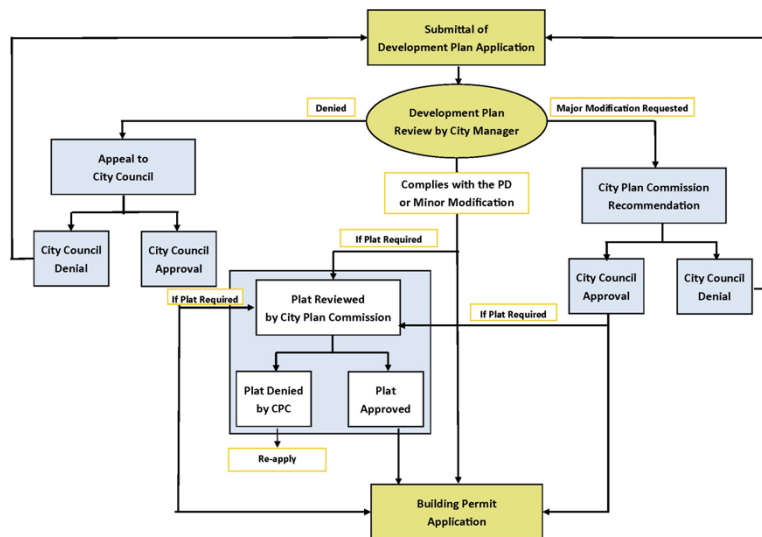 Submittal of
Development Plan Application
Denied
Development Plan
Review by City Manager
Major Modification Requested
Appeal to
City Council
Complies with the PD
or Minor Modification
City Plan Commission
Recommendation
City Council
Denial
City Council
Approval
If Plat Required
City Council
Approval
City Council
Denial
If Plat Required
Plat Reviewed
by City Plan Commission
If Plat Required
Plat Denied
by CPC
Plat
Approved
Re-apply
Building Permit
Application